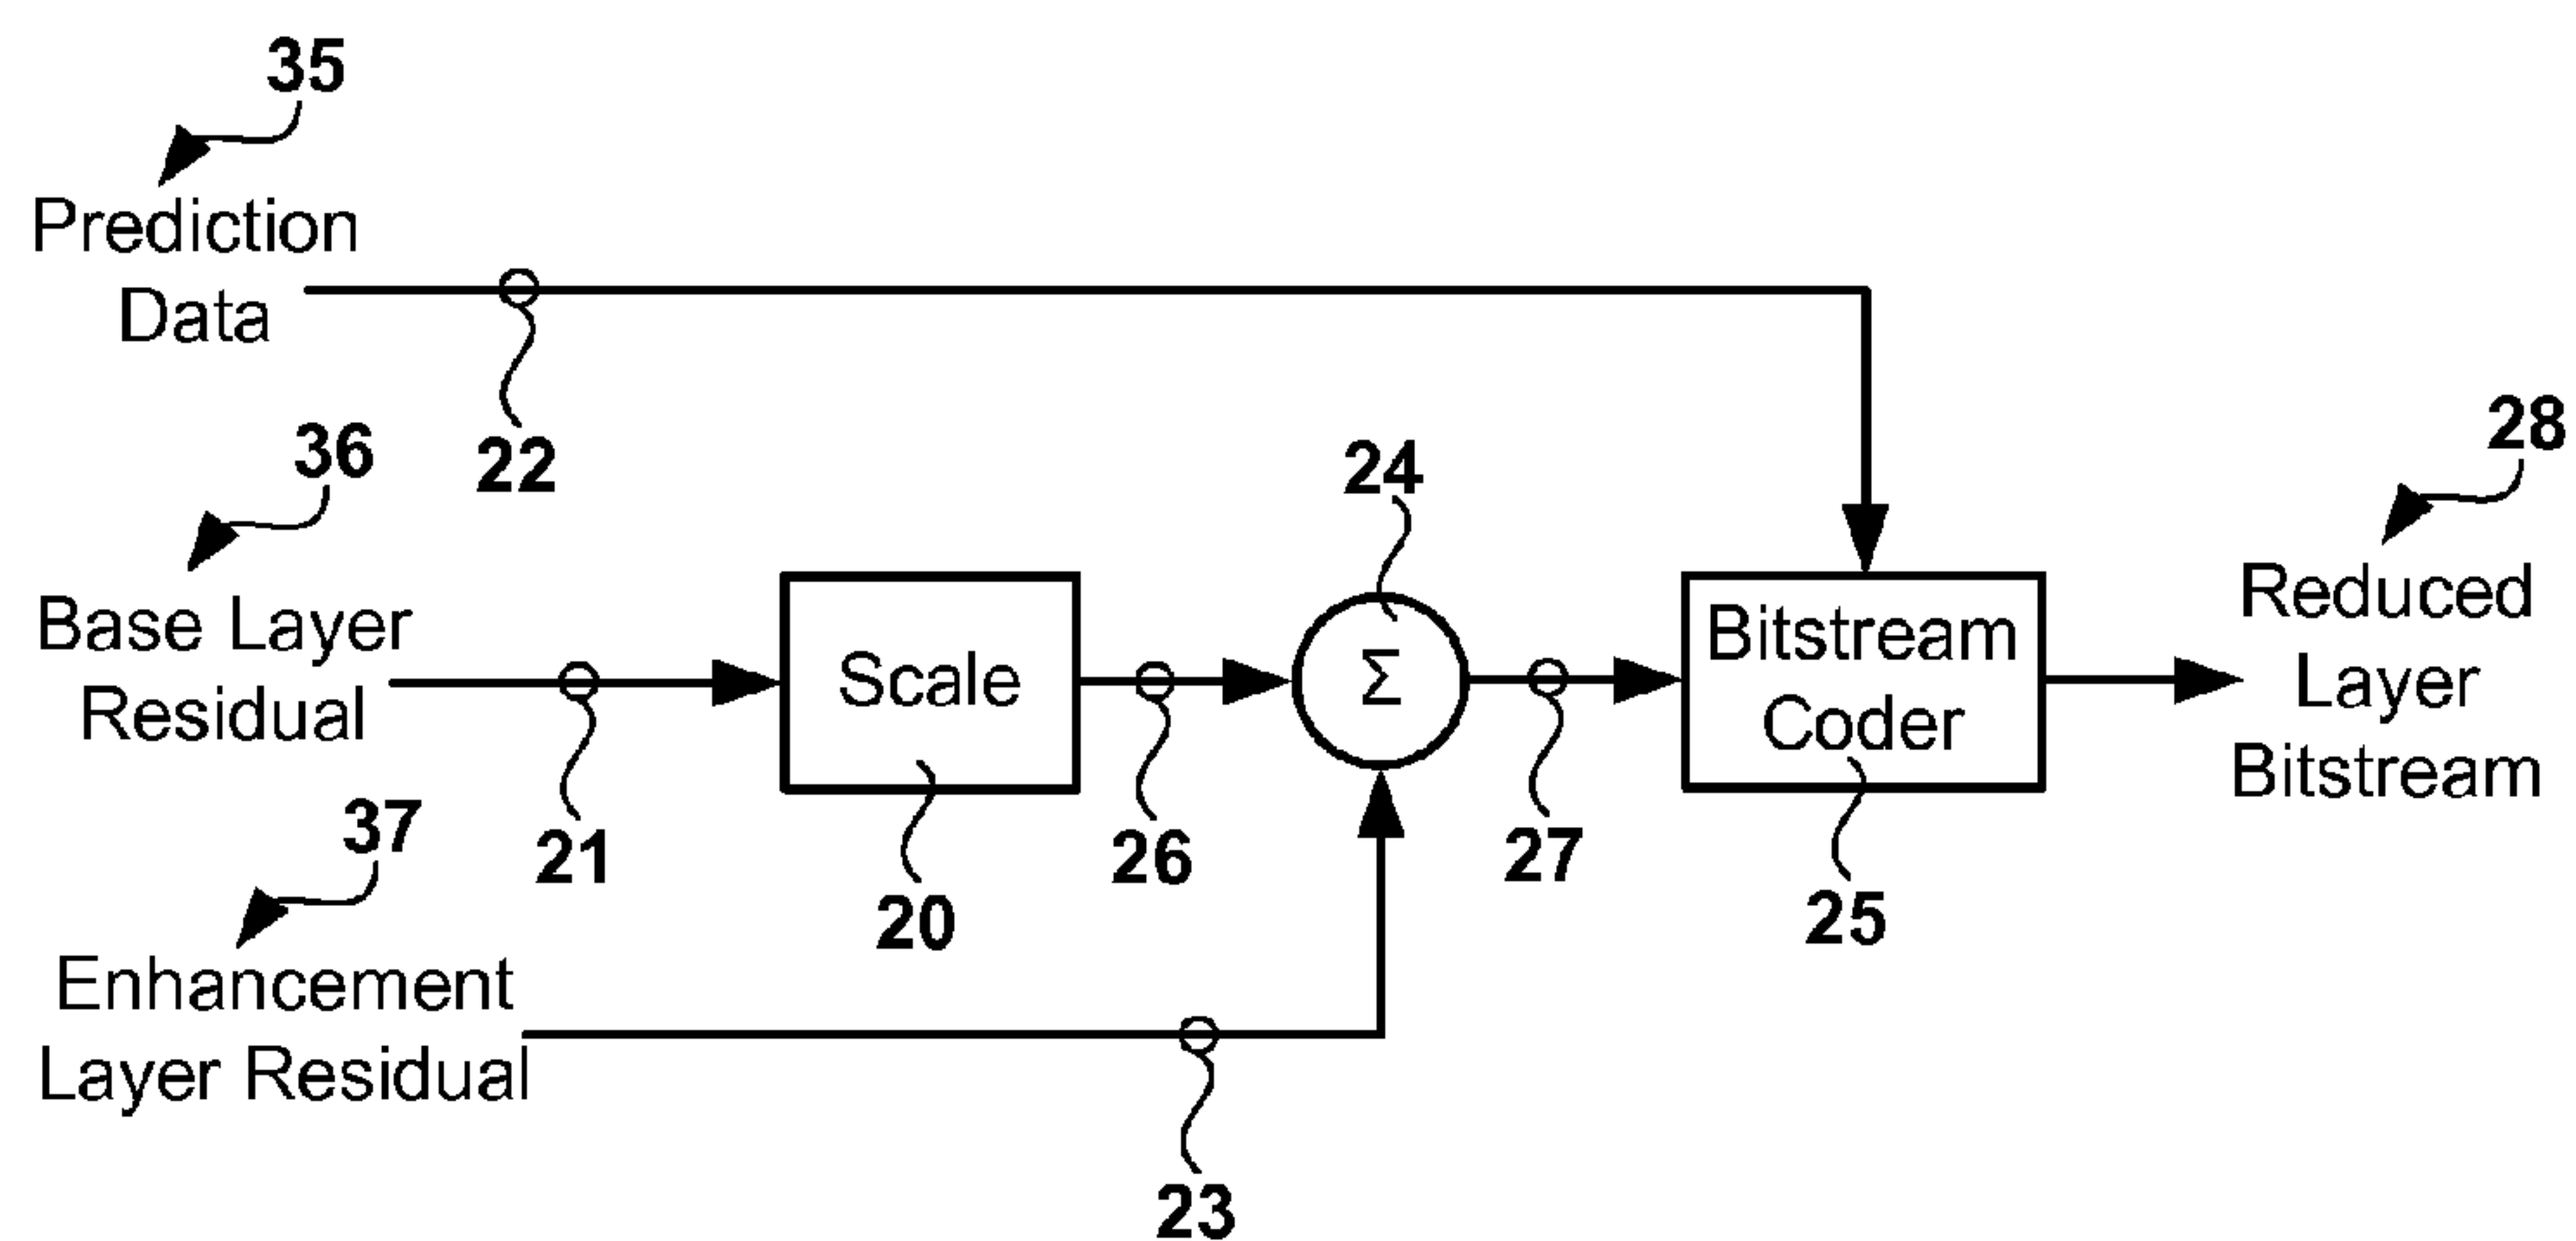 35
Prediction
Data
22
36
Base Layer
Residual
21
Scale
20
26
24
Σ
27
Bitstream
Coder
25
28
Reduced
Layer
Bitstream
37
Enhancement
Layer Residual
23